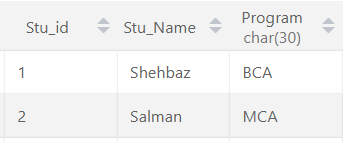 Stu_id Stu_Name Program
char(30)
1 Shehbaz BCA
2 Salman MCA